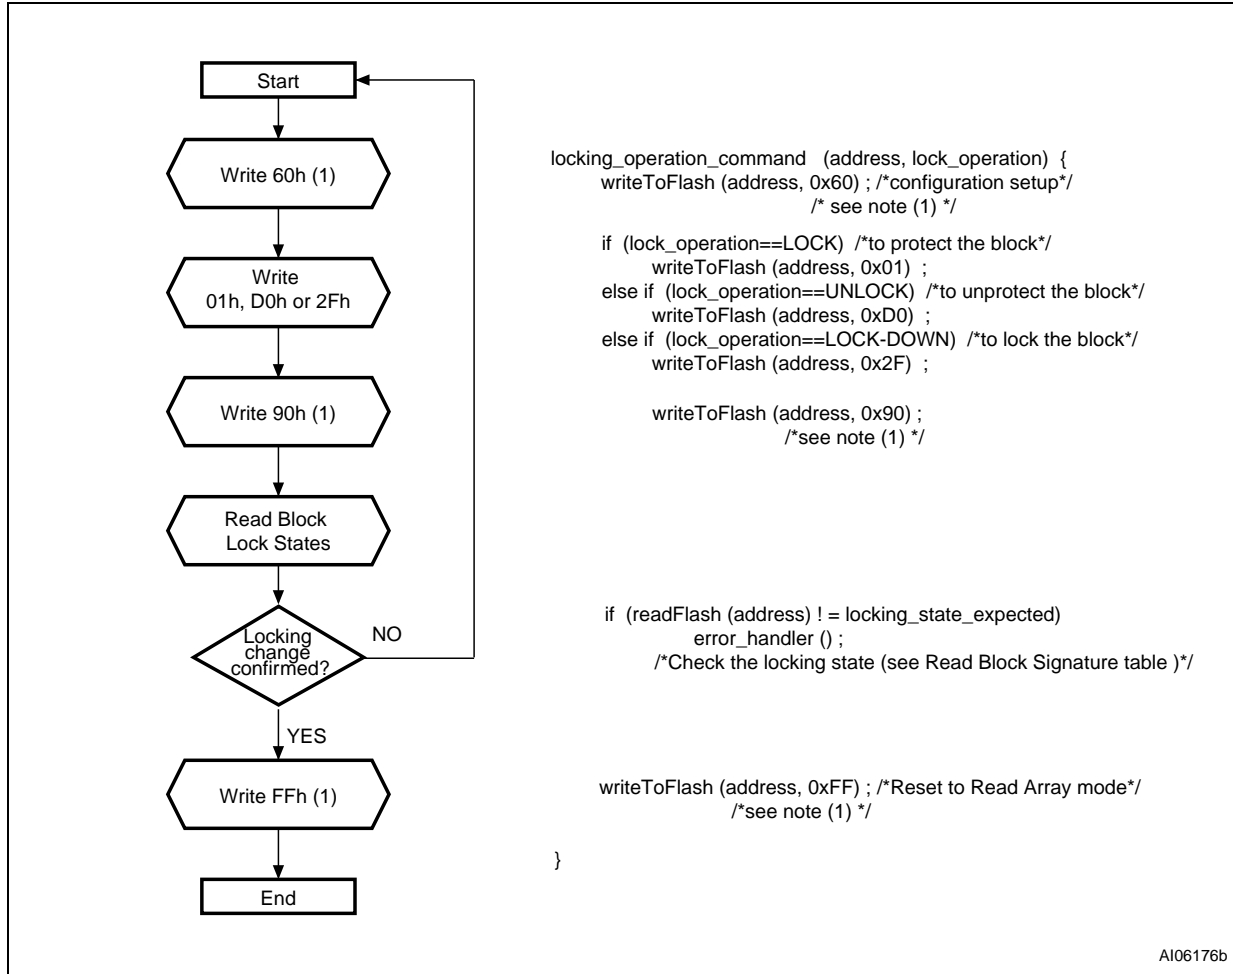 Start
Write 60h (1)
Write
01h, D0h or 2Fh
Write 90h (1)
Read Block
Lock States
Locking
change
confirmed?
NO
YES
Write FFh (1)
End
locking_operation_command (address, lock_operation) {
writeToFlash (address, 0x60) ; /*configuration setup*/
/* see note (1) */
if (lock_operation==LOCK) /*to protect the block*/
writeToFlash (address, 0x01) ;
else if (lock_operation==UNLOCK) /*to unprotect the block*/
writeToFlash (address, 0xD0) ;
else if (lock_operation==LOCK-DOWN) /*to lock the block*/
writeToFlash (address, 0x2F) ;
writeToFlash (address, 0x90) ;
/*see note (1) */
if (readFlash (address) ! = locking_state_expected)
error_handler () ;
/*Check the locking state (see Read Block Signature table )*/
writeToFlash (address, 0xFF) ; /*Reset to Read Array mode*/
/*see note (1) */
}
AI06176b